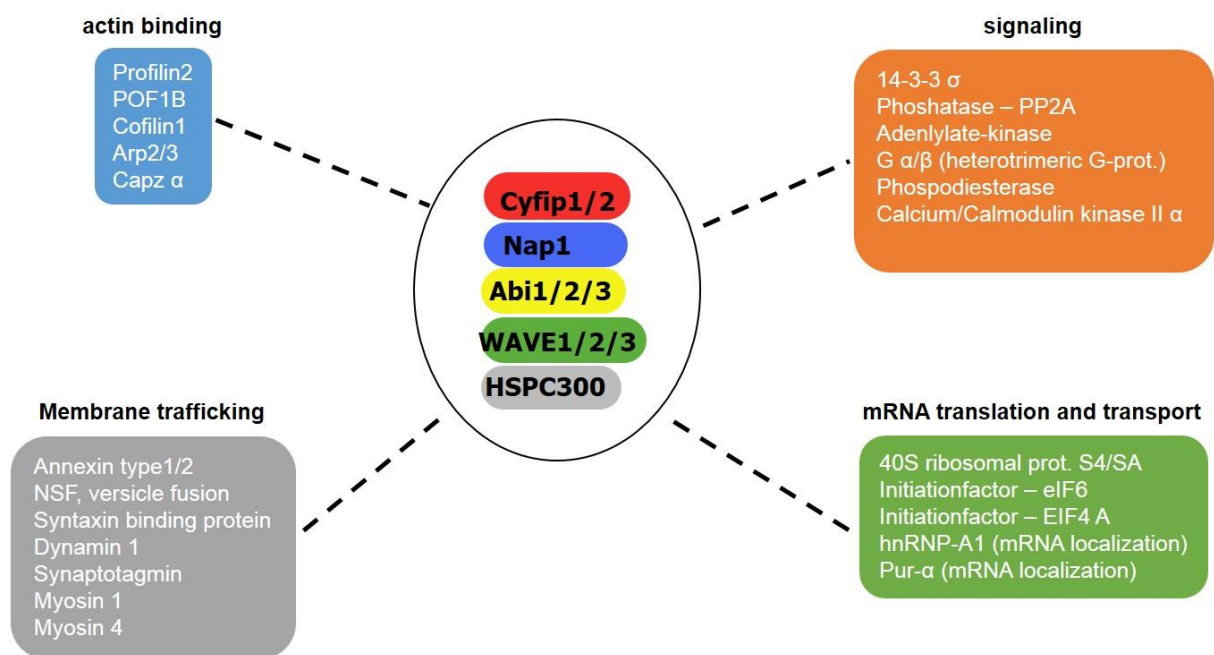 actin binding
Profilin2
POF1B
Cofilin1
Arp2/3
Capz α
signaling
14-3-3 σ
Phoshatase – PP2A
Adenlylate-kinase
G α/β (heterotrimeric G-prot.)
Phospodiesterase
Calcium/Calmodulin kinase II α
Cyfip1/2
Nap1
Abi1/2/3
WAVE1/2/3
HSPC300
Membrane trafficking
Annexin type1/2
NSF, versicle fusion
Syntaxin binding protein
Dynamin 1
Synaptotagmin
Myosin 1
Myosin 4
mRNA translation and transport
40S ribosomal prot. S4/SA
Initiationfactor – eIF6
Initiationfactor – EIF4 A
hnRNP-A1 (mRNA localization)
Pur-α (mRNA localization)